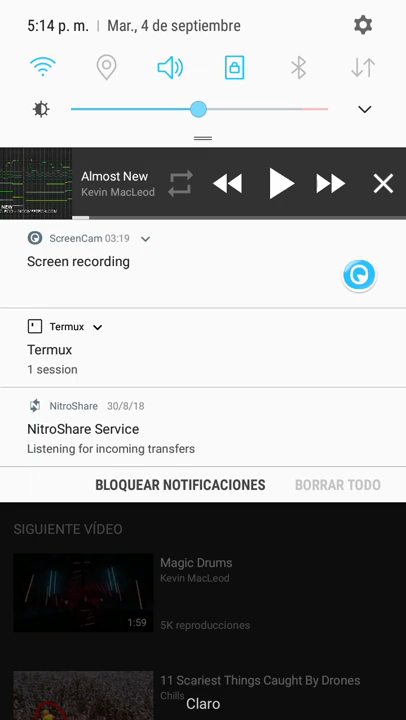 5:14 p. m. | Mar., 4 de septiembre
Almost New
Kevin MacLeod
ScreenCam 03:19
Screen recording
Termux
Termux
1 session
NitroShare 30/8/18
NitroShare Service
Listening for incoming transfers
BLOQUEAR NOTIFICACIONES BORRAR TODO
SIGUIENTE VÍDEO
Magic Drums
Kevin MacLeod
1:59
5K reproducciones
11 Scariest Things Caught By Drones
Chills
Claro